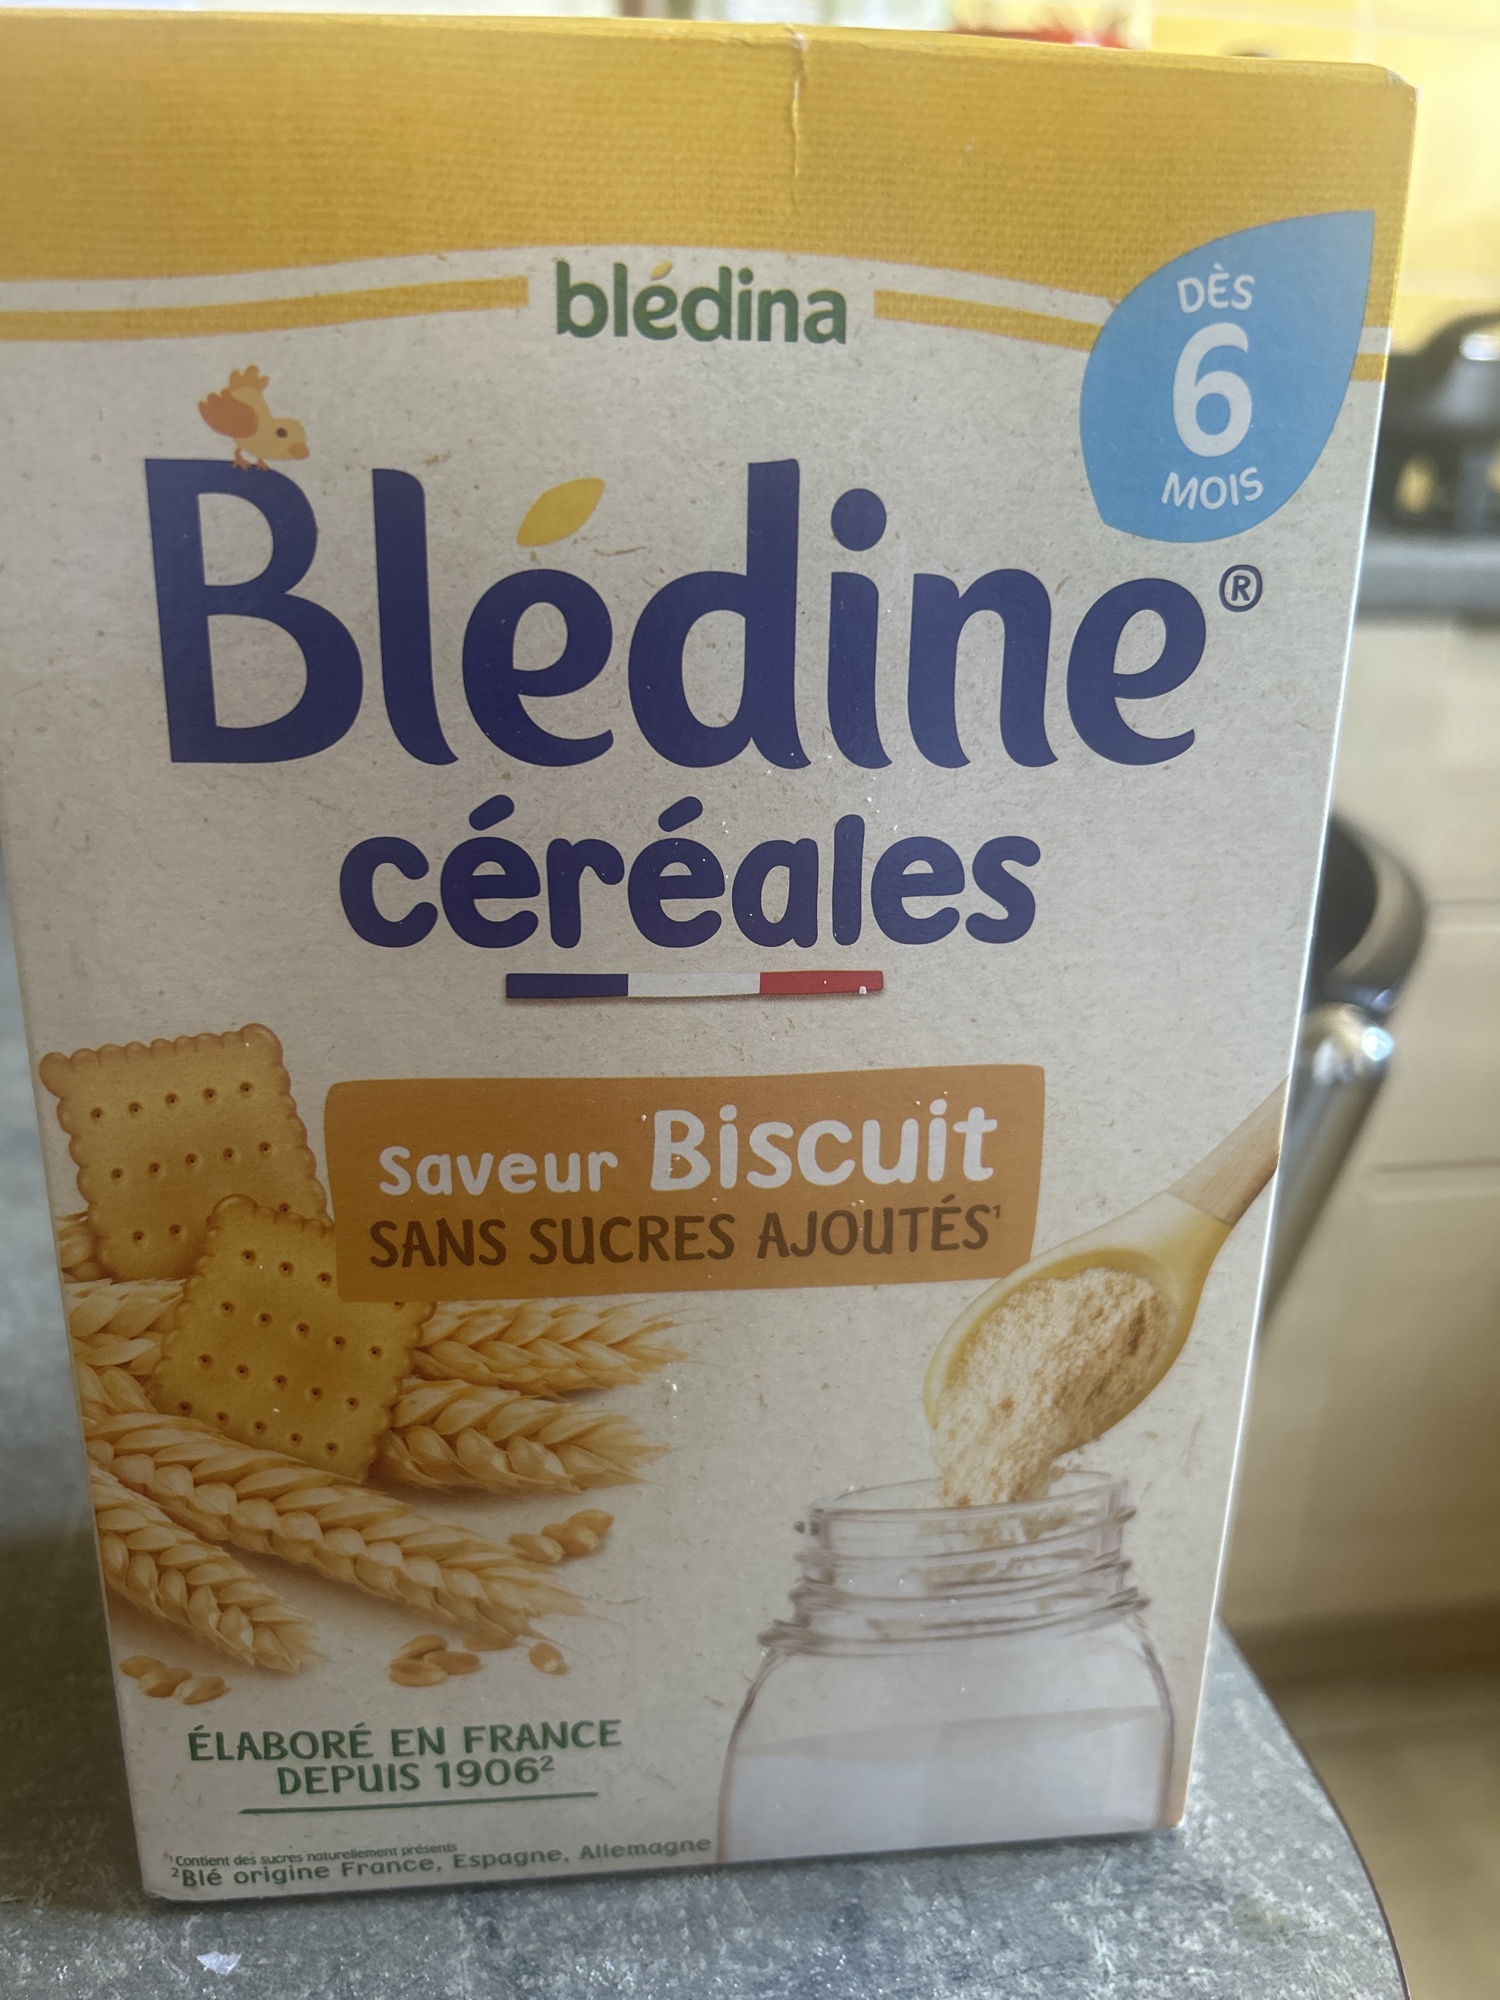 blédina
DÈS
6
MOIS
Blédine®
céréales
Saveur Biscuit
SANS SUCRES AJOUTÉS¹
ÉLABORÉ EN FRANCE
DEPUIS 1906²
¹Contient des sucres naturellement présents
²Blé origine France, Espagne, Allemagne